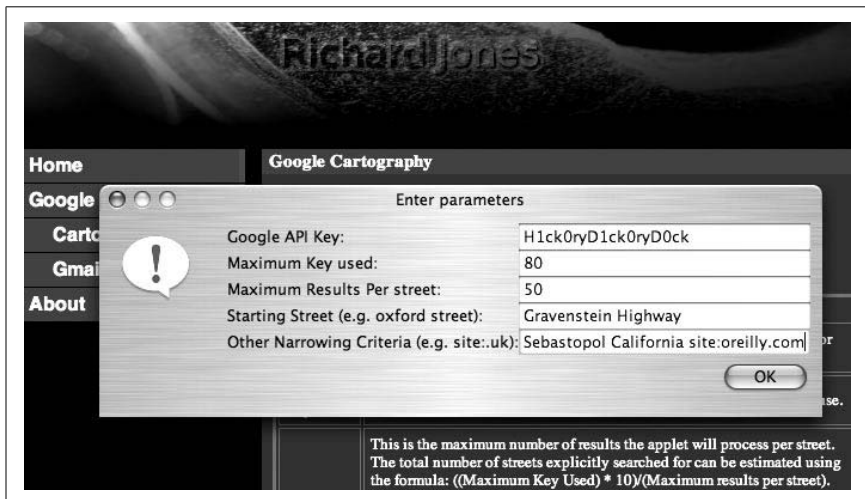 Richard Jones
Home
Google Cartography
Google
Enter parameters
Google API Key:
H1ck0ryD1ck0ryD0ck
Maximum Key used:
80
Maximum Results Per street:
50
Starting Street (e.g. oxford street):
Gravenstein Highway
Other Narrowing Criteria (e.g. site:.uk):
Sebastopol California site:oreilly.com
OK
About
This is the maximum number of results the applet will process per street.
The total number of streets explicitly searched for can be estimated using
the formula: ((Maximum Key Used) * 10)/(Maximum results per street).